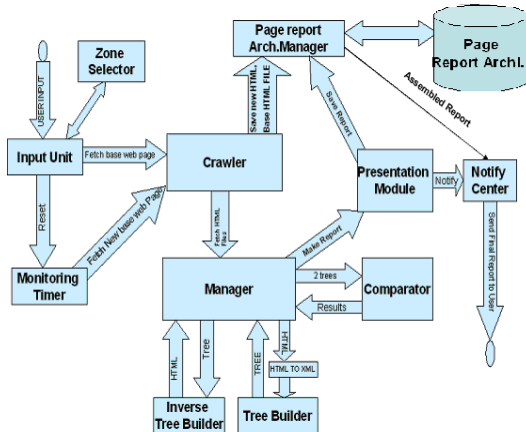 Page report
Arch.Manager
Page
Report Archi.
Zone
Selector
USER INPUT
Save new HTML,
Base HTML FILE
Assembled Report
Save Report
Input Unit
Fetch base web page
Crawler
Presentation
Module
Notify
Notify
Center
Reset
Fetch New base web Page
Fetch HTML
Files
Make Report
Send Final Report to User
Monitoring
Timer
Manager
2 trees
Results
Comparator
HTML
Tree
TREE
HTML
HTML TO XML
Inverse
Tree Builder
Tree Builder